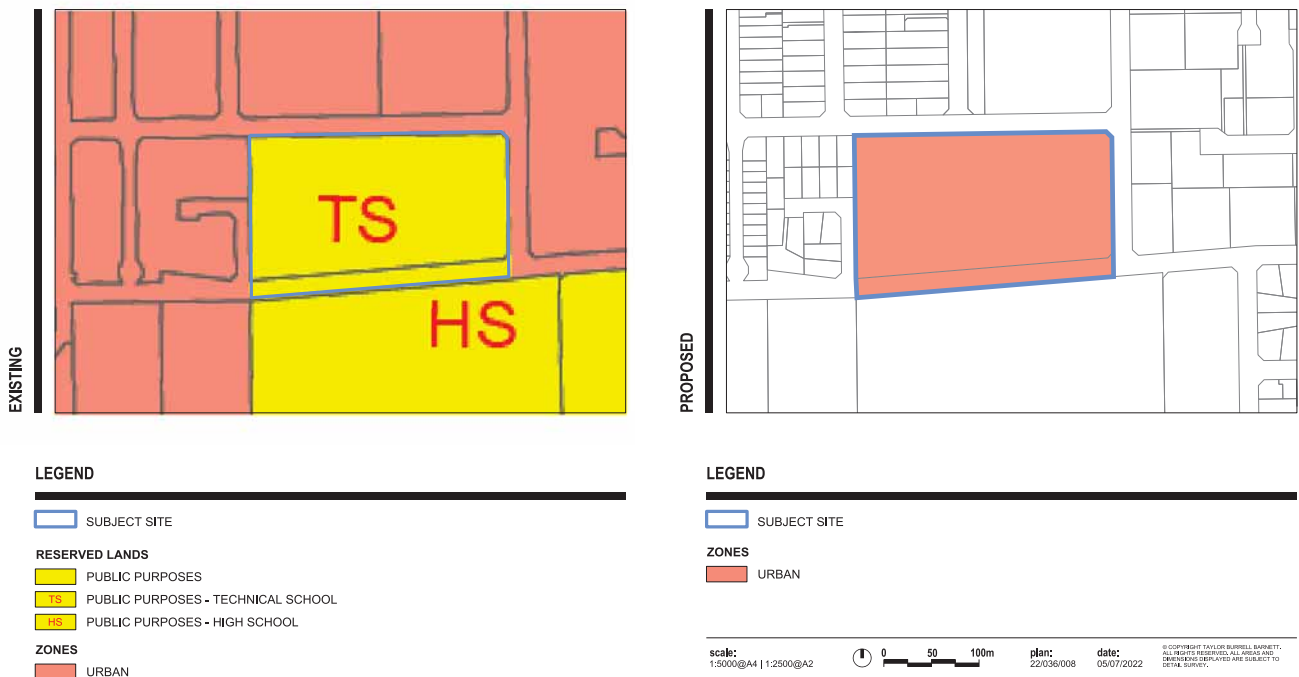 EXISTING
TS
HS
LEGEND
SUBJECT SITE
RESERVED LANDS
PUBLIC PURPOSES
TS PUBLIC PURPOSES - TECHNICAL SCHOOL
HS PUBLIC PURPOSES - HIGH SCHOOL
ZONES
URBAN
PROPOSED
LEGEND
SUBJECT SITE
ZONES
URBAN
scale:
1:5000@A4 | 1:2500@A2
0 50 100m
plan:
22/036/008
date:
05/07/2022
© COPYRIGHT TAYLOR BURRELL BARNETT.
ALL RIGHTS RESERVED. ALL AREAS AND
DIMENSIONS DISPLAYED ARE SUBJECT TO
DETAIL SURVEY.